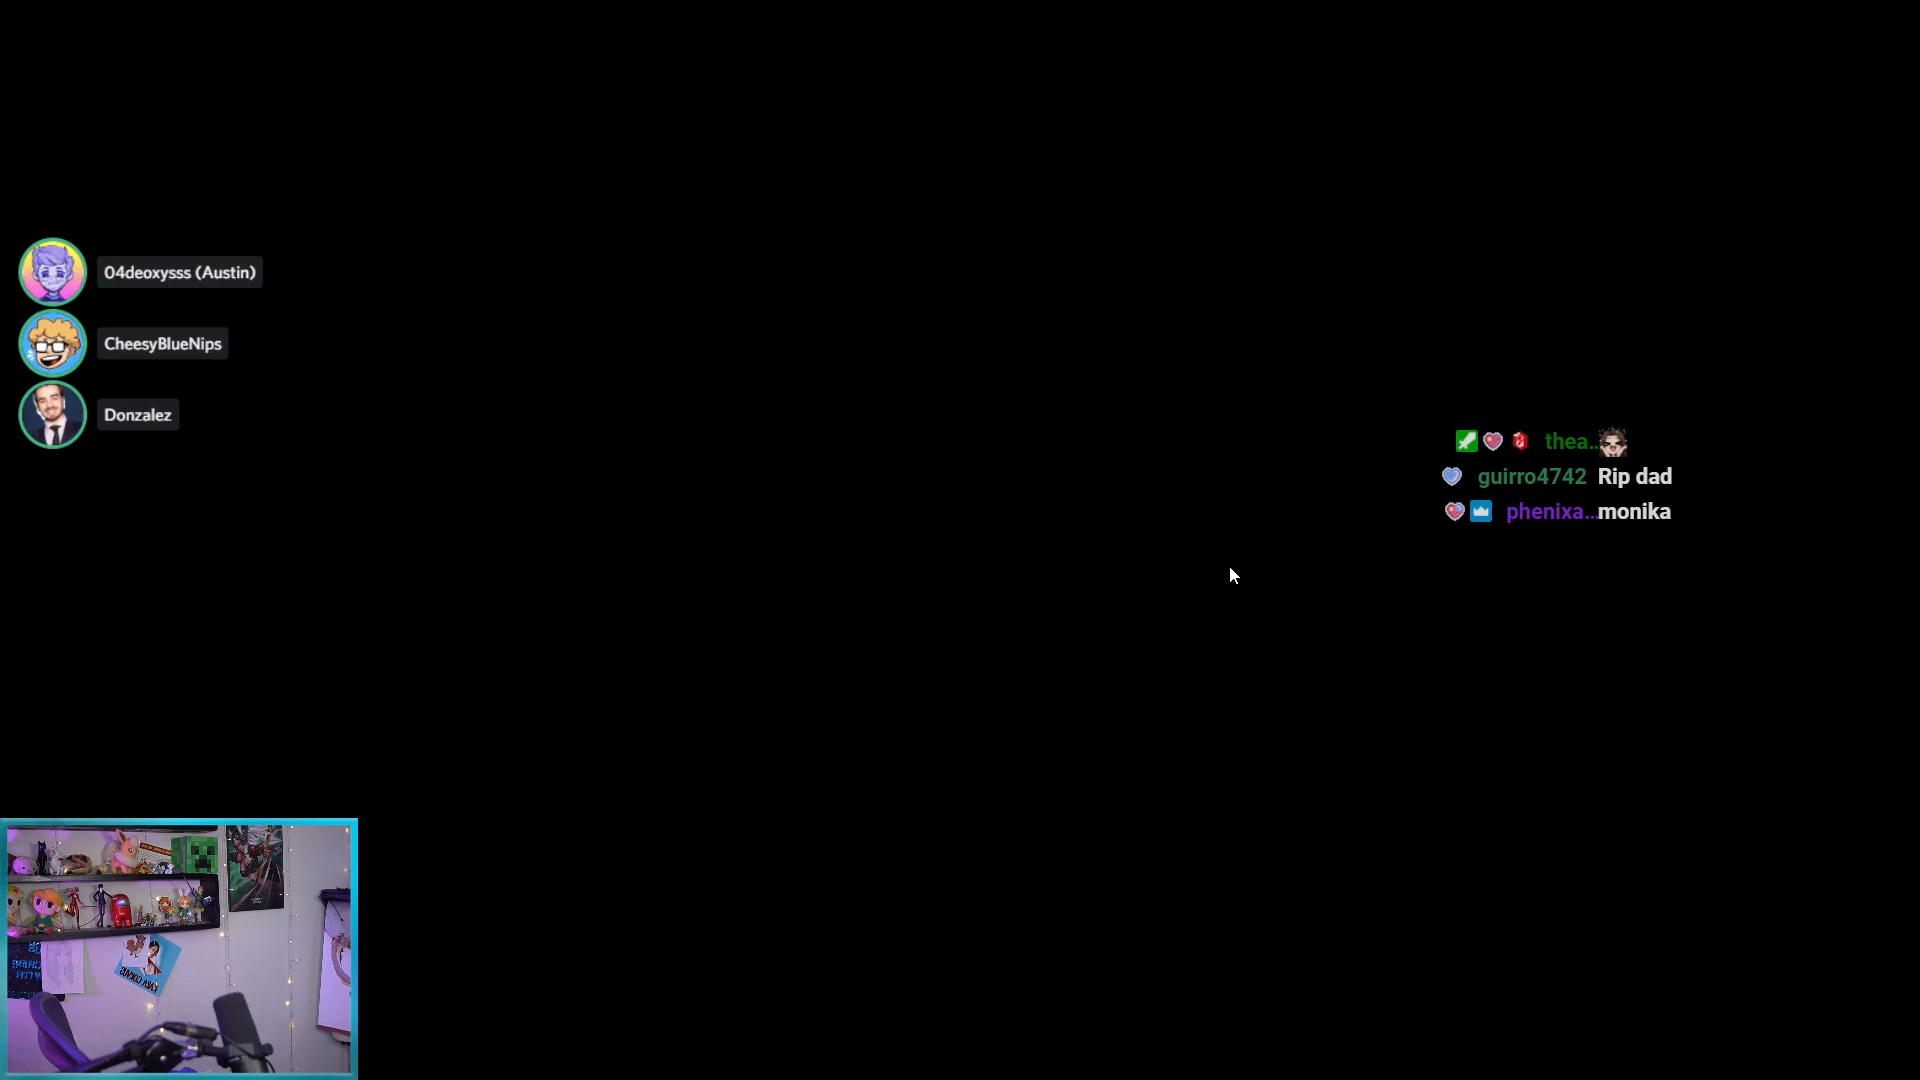 04deoxysss (Austin)
CheesyBlueNips
Donzalez
thea...
guirro4742 Rip dad
phenixa... monika